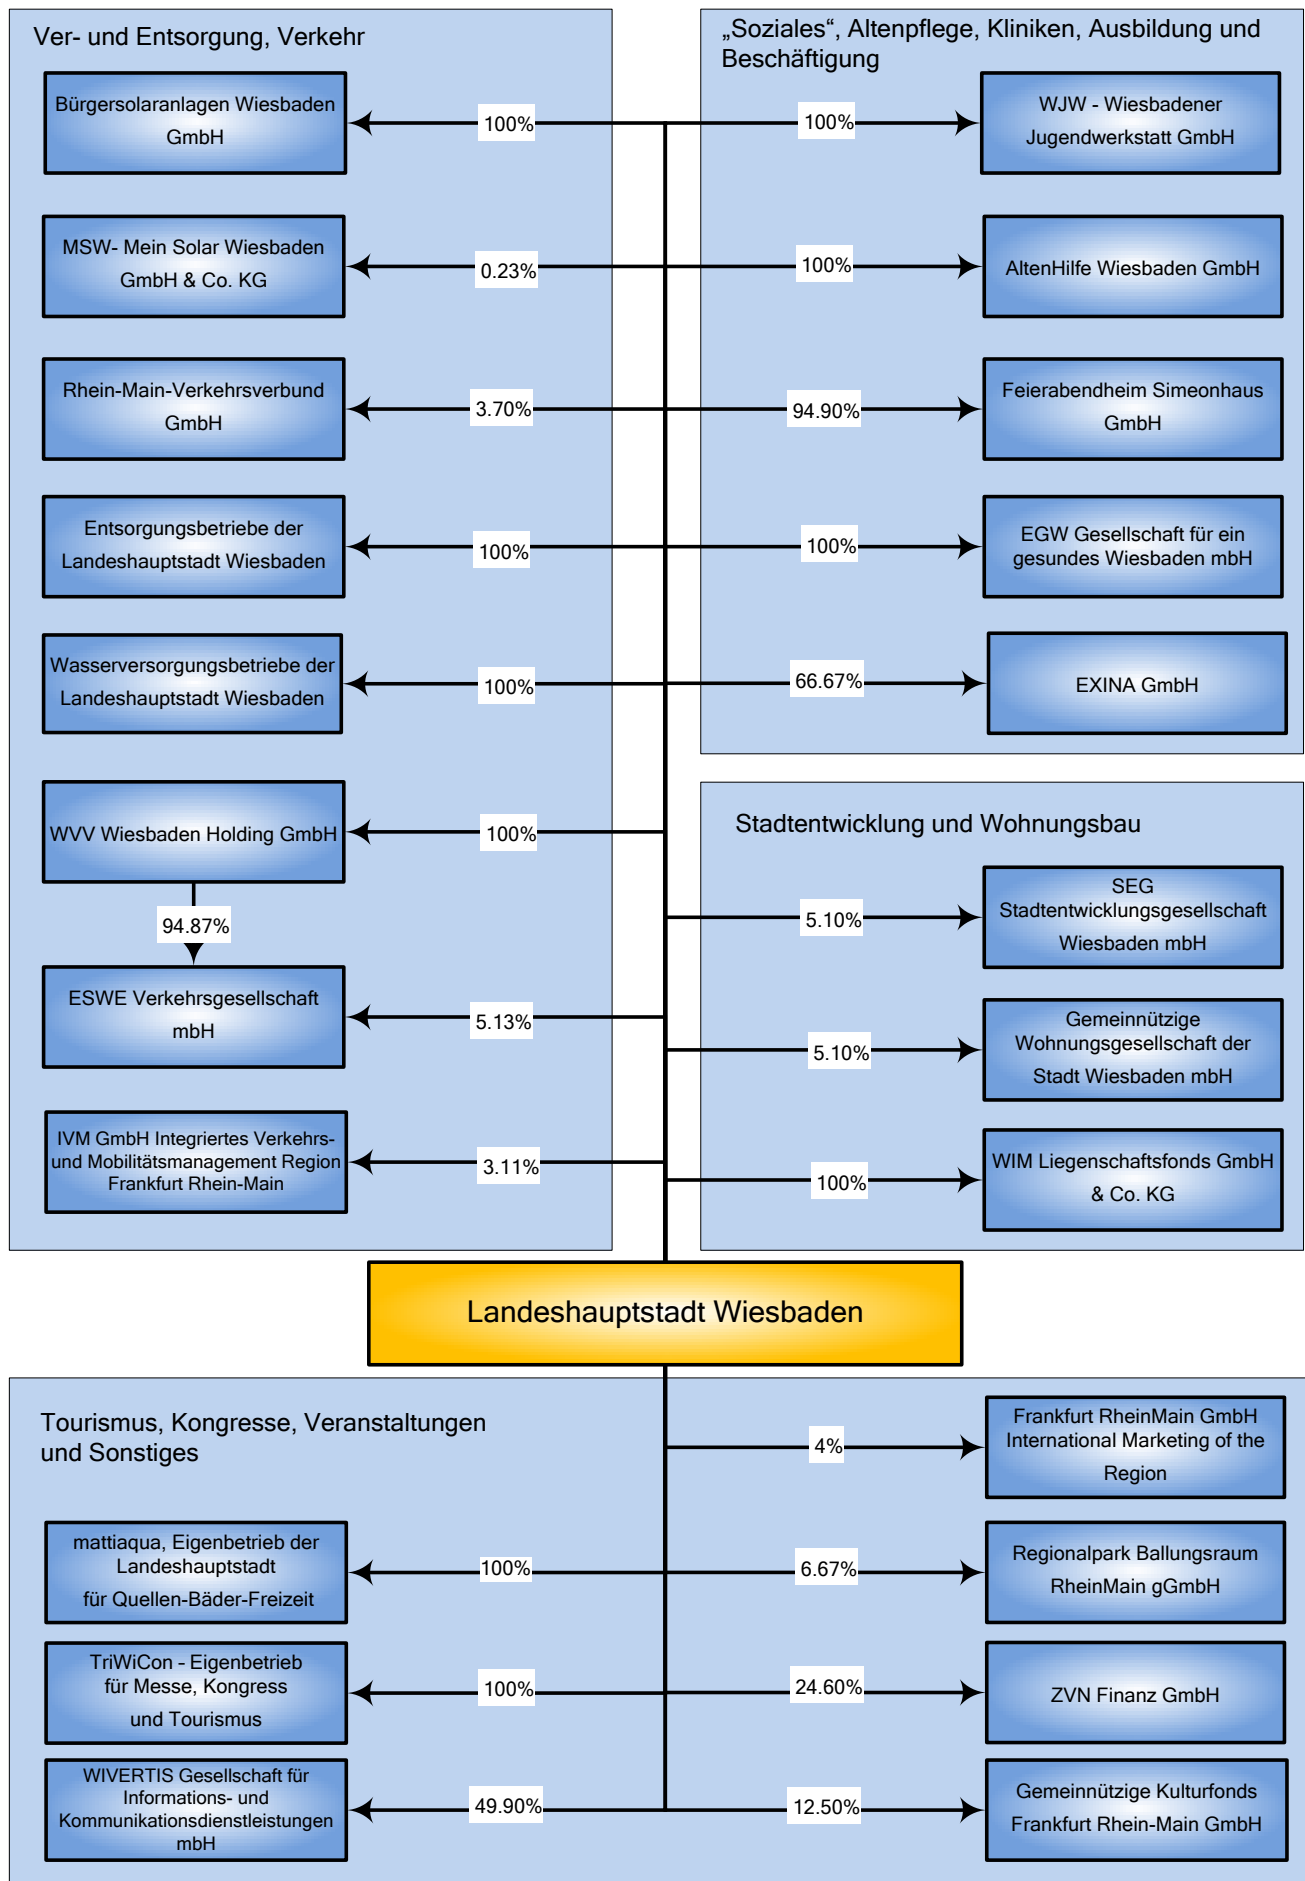 Ver- und Entsorgung, Verkehr
Bürgersolaranlagen Wiesbaden
GmbH
100%
MSW- Mein Solar Wiesbaden
GmbH & Co. KG
0.23%
Rhein-Main-Verkehrsverbund
GmbH
3.70%
Entsorgungsbetriebe der
Landeshauptstadt Wiesbaden
100%
Wasserversorgungsbetriebe der
Landeshauptstadt Wiesbaden
100%
WVV Wiesbaden Holding GmbH
100%
94.87%
ESWE Verkehrsgesellschaft
mbH
5.13%
IVM GmbH Integriertes Verkehrs-
und Mobilitätsmanagement Region
Frankfurt Rhein-Main
3.11%
„Soziales“, Altenpflege, Kliniken, Ausbildung und
Beschäftigung
100%
WJW - Wiesbadener
Jugendwerkstatt GmbH
100%
AltenHilfe Wiesbaden GmbH
94.90%
Feierabendheim Simeonhaus
GmbH
100%
EGW Gesellschaft für ein
gesundes Wiesbaden mbH
66.67%
EXINA GmbH
Stadtentwicklung und Wohnungsbau
5.10%
SEG
Stadtentwicklungsgesellschaft
Wiesbaden mbH
5.10%
Gemeinnützige
Wohnungsgesellschaft der
Stadt Wiesbaden mbH
100%
WIM Liegenschaftsfonds GmbH
& Co. KG
Landeshauptstadt Wiesbaden
Tourismus, Kongresse, Veranstaltungen
und Sonstiges
mattiaqua, Eigenbetrieb der
Landeshauptstadt
für Quellen-Bäder-Freizeit
100%
TriWiCon - Eigenbetrieb
für Messe, Kongress
und Tourismus
100%
WIVERTIS Gesellschaft für
Informations- und
Kommunikationsdienstleistungen
mbH
49.90%
4%
Frankfurt RheinMain GmbH
International Marketing of the
Region
6.67%
Regionalpark Ballungsraum
RheinMain gGmbH
24.60%
ZVN Finanz GmbH
12.50%
Gemeinnützige Kulturfonds
Frankfurt Rhein-Main GmbH